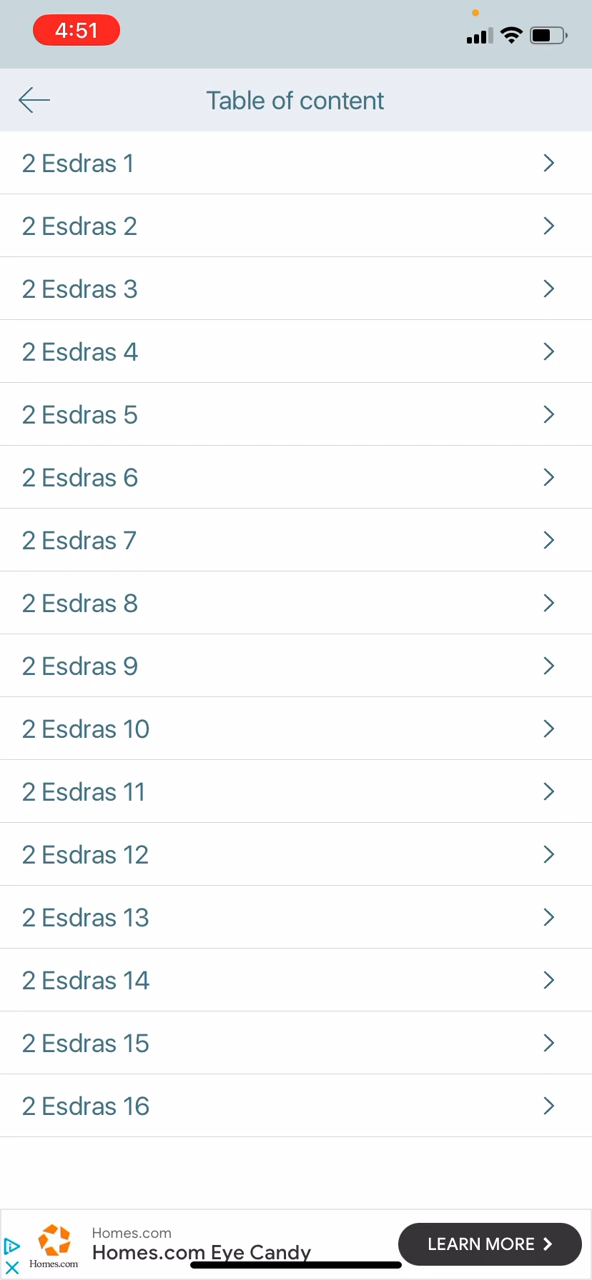 4:51
Table of content
2 Esdras 1
2 Esdras 2
2 Esdras 3
2 Esdras 4
2 Esdras 5
2 Esdras 6
2 Esdras 7
2 Esdras 8
2 Esdras 9
2 Esdras 10
2 Esdras 11
2 Esdras 12
2 Esdras 13
2 Esdras 14
2 Esdras 15
2 Esdras 16
Homes.com
Homes.com Eye Candy
Homes.com
LEARN MORE